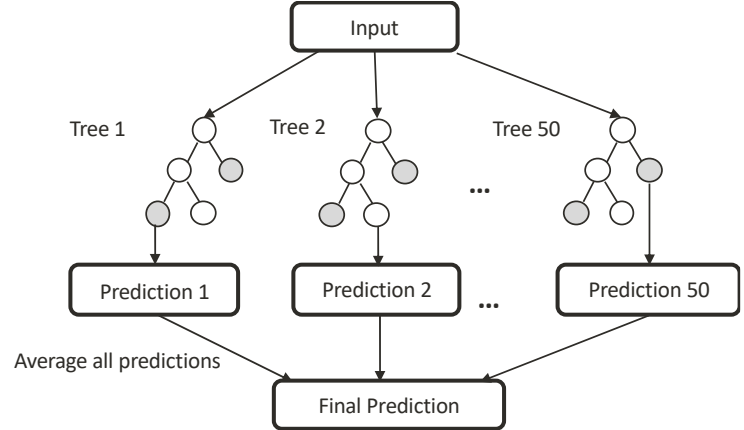 Input
Tree 1
Tree 2
Tree 50
...
Prediction 1
Prediction 2
...
Prediction 50
Average all predictions
Final Prediction